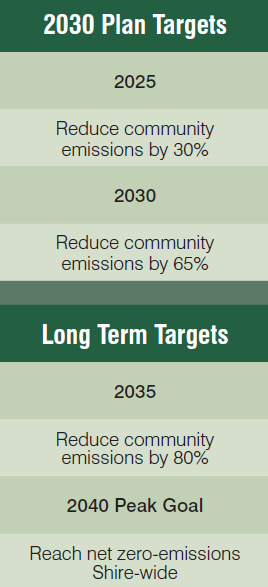 2030 Plan Targets
2025
Reduce community
emissions by 30%
2030
Reduce community
emissions by 65%
Long Term Targets
2035
Reduce community
emissions by 80%
2040 Peak Goal
Reach net zero-emissions
Shire-wide